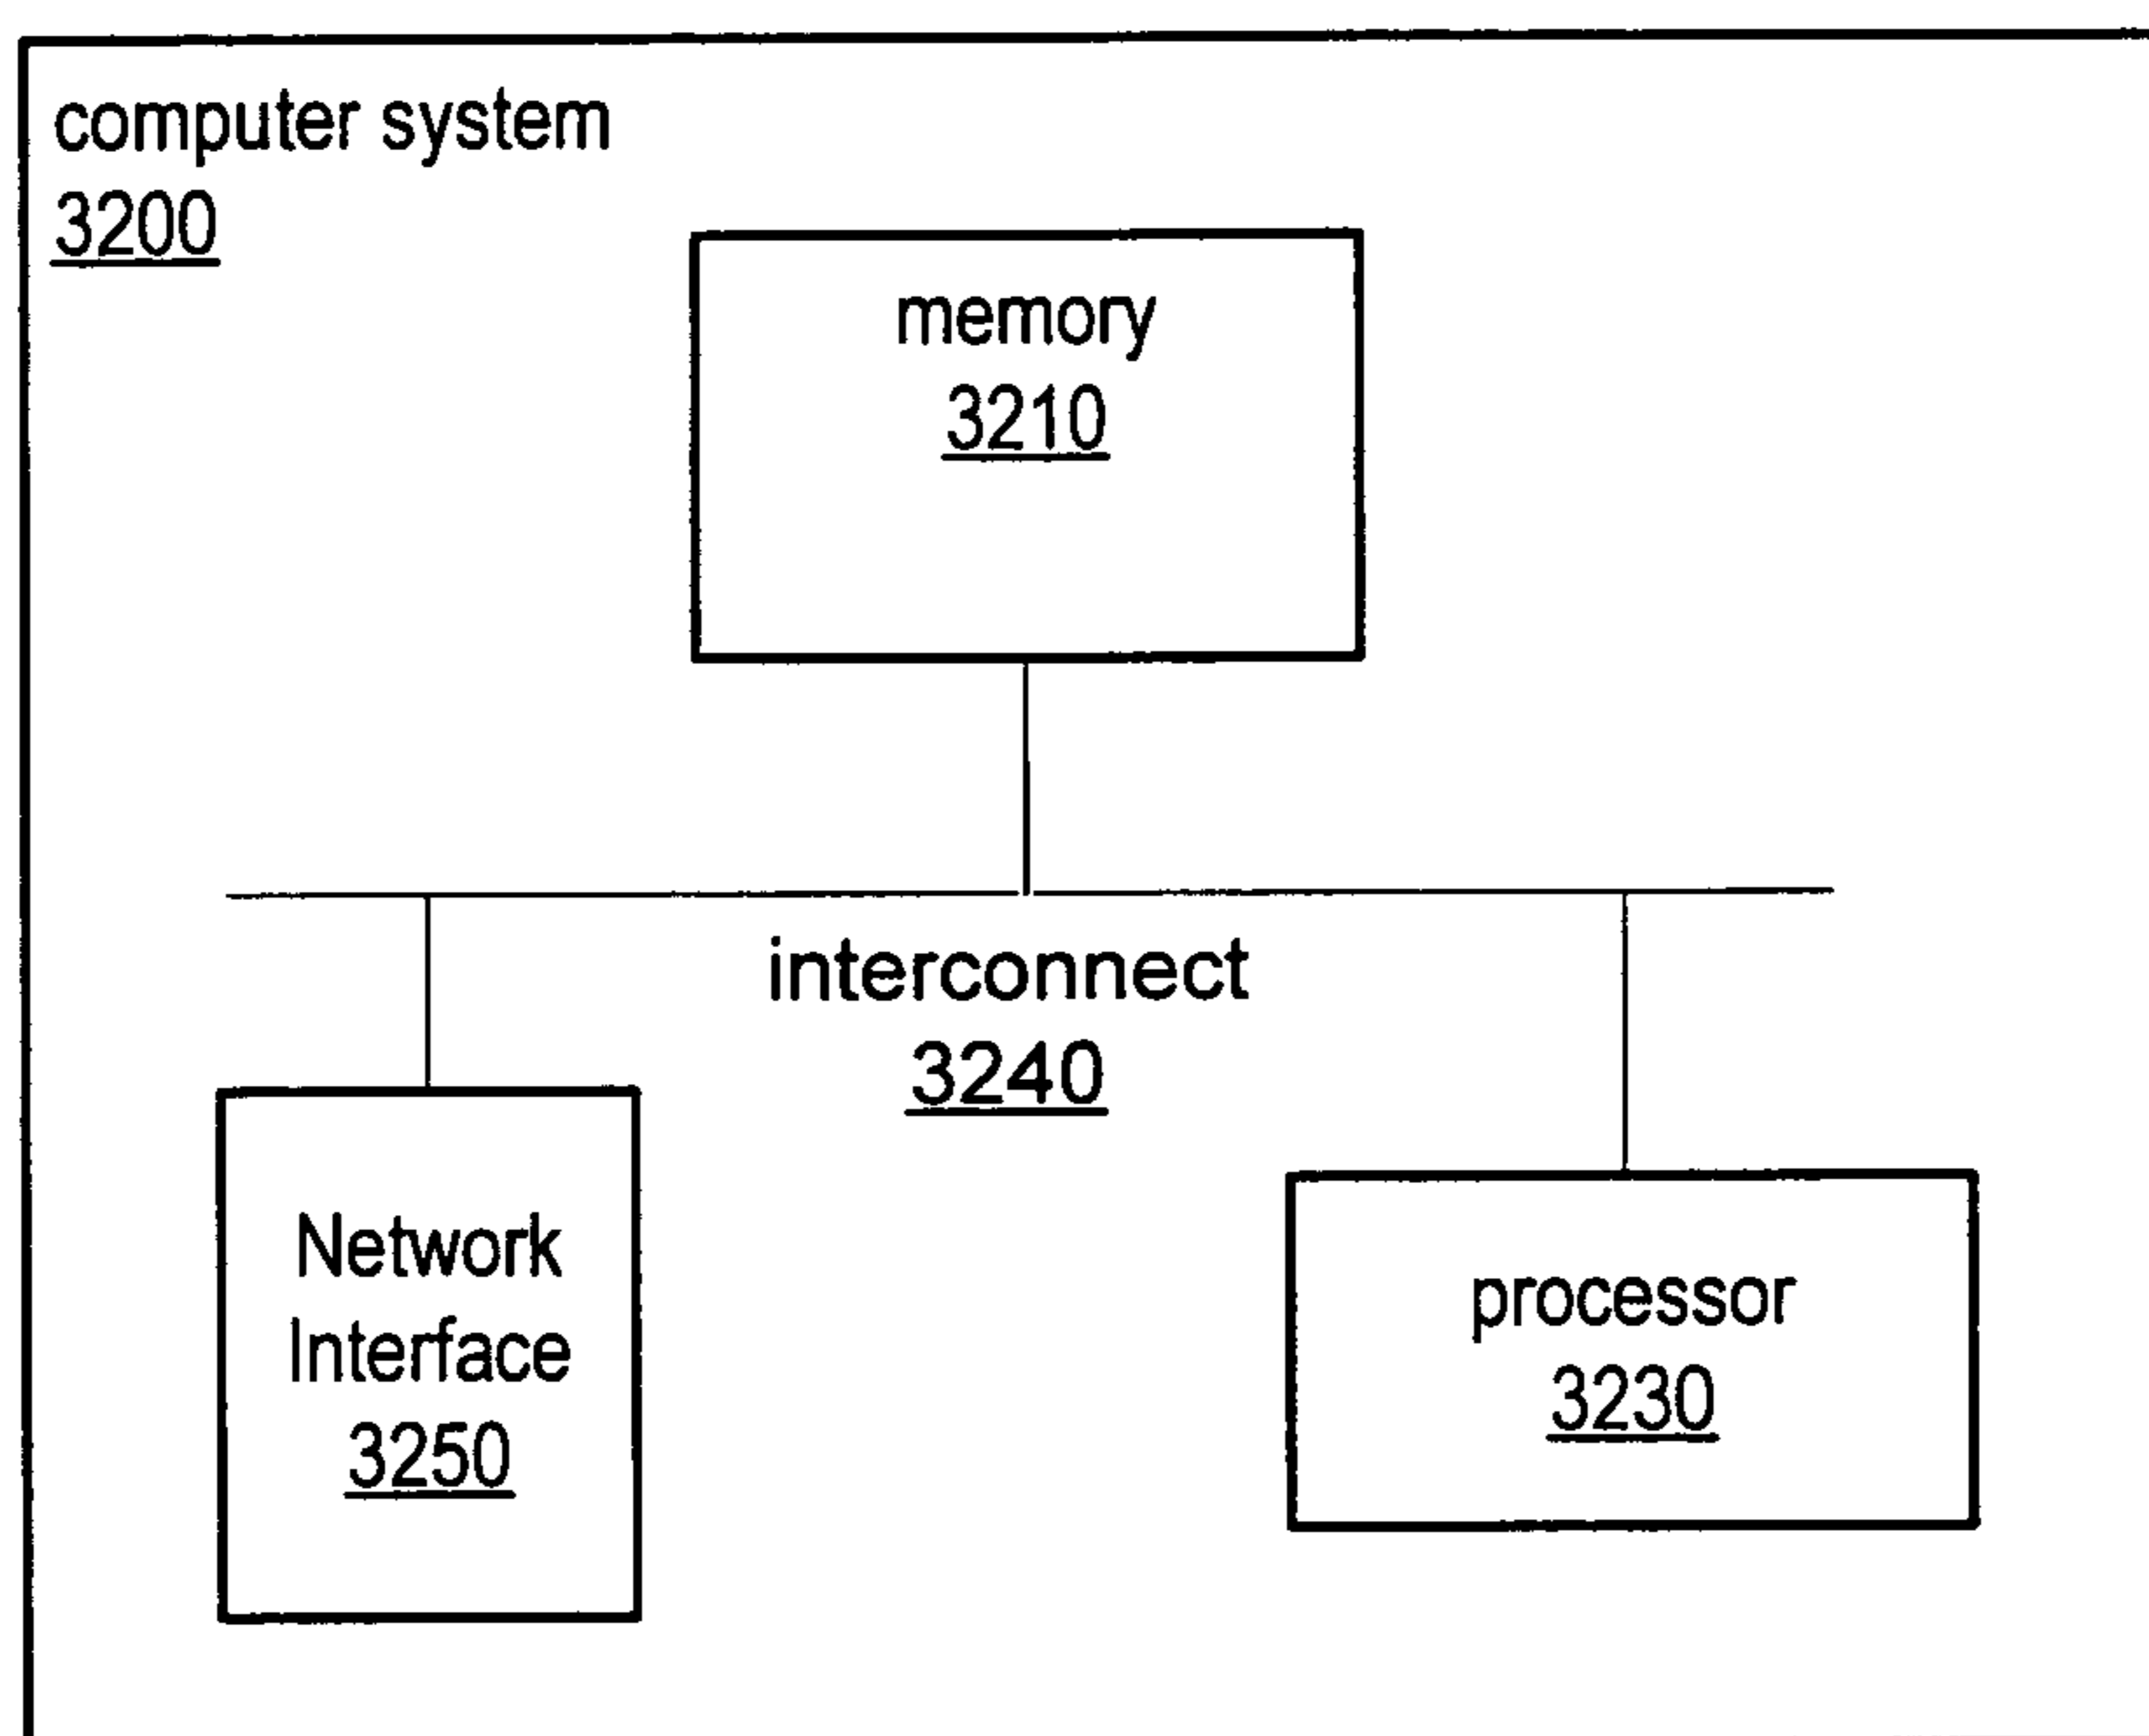 computer system
3200
memory
3210
interconnect
3240
Network
Interface
3250
processor
3230